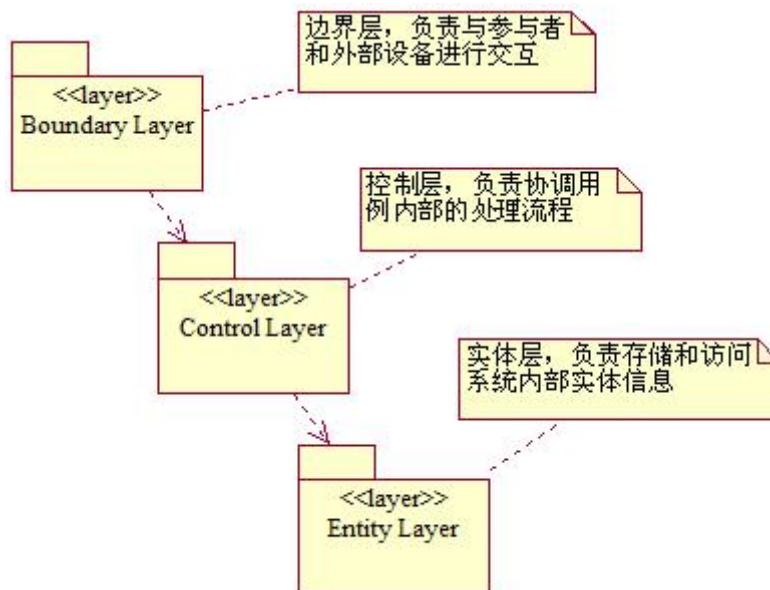 边界层，负责与参与者
和外部设备进行交互
<<layer>>
Boundary Layer
控制层，负责协调用
例内部的处理流程
<<layer>>
Control Layer
实体层，负责存储和访问
系统内部实体信息
<<layer>>
Entity Layer